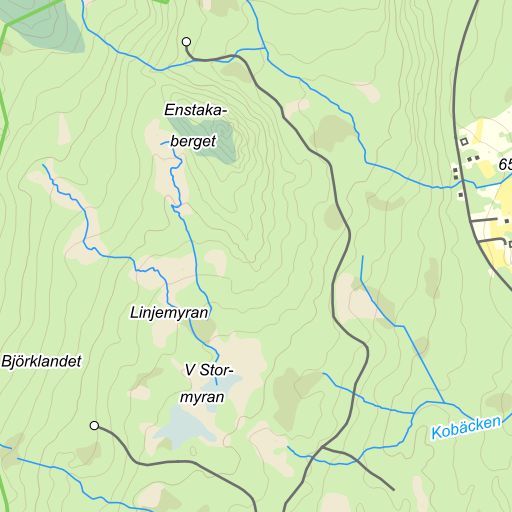 Enstaka-
berget
65
Linjemyran
Björklandet
V Stor-
myran
Kobäcken